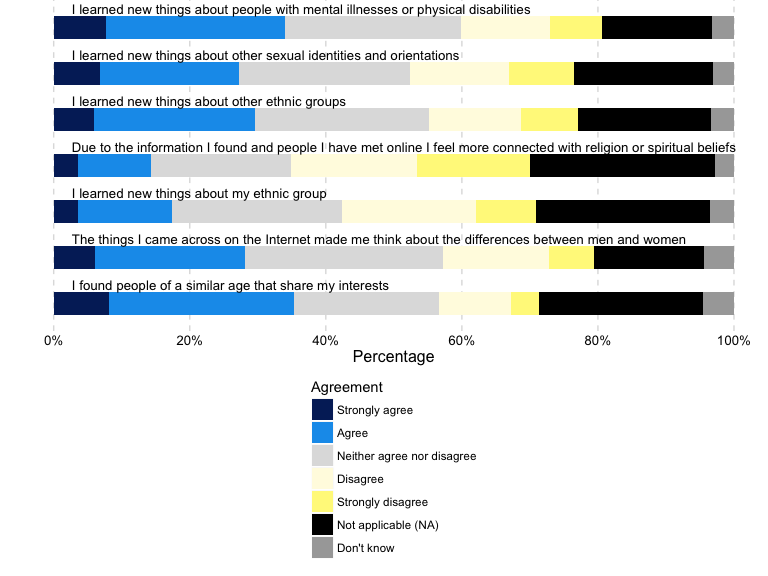 I learned new things about people with mental illnesses or physical disabilities
I learned new things about other sexual identities and orientations
I learned new things about other ethnic groups
Due to the information I found and people I have met online I feel more connected with religion or spiritual beliefs
I learned new things about my ethnic group
The things I came across on the Internet made me think about the differences between men and women
I found people of a similar age that share my interests
0% 20% 40% 60% 80% 100%
Percentage
Agreement
Strongly agree
Agree
Neither agree nor disagree
Disagree
Strongly disagree
Not applicable (NA)
Don't know